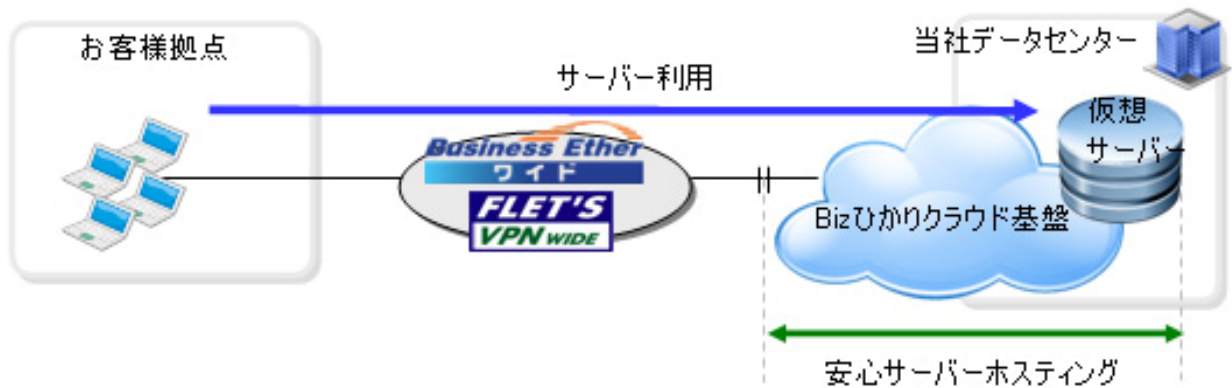 お客様拠点
サーバー利用
当社データセンター
仮想
サーバー
Business Ether
ワイド
FLET'S
VPN WIDE
Bizひかりクラウド基盤
安心サーバーホスティング